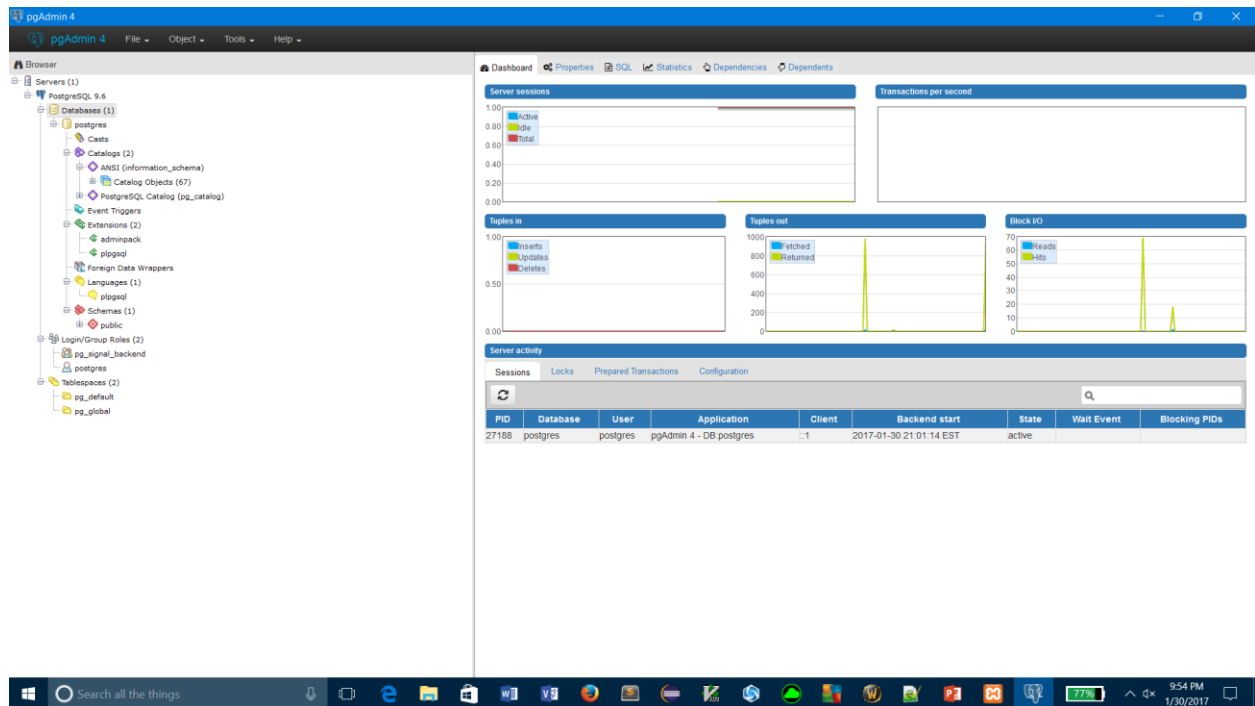 pgAdmin 4
pgAdmin 4 File Object Tools Help
Browser
Servers (1)
PostgreSQL 9.6
Databases (1)
postgres
Casts
Catalogs (2)
ANSI (information_schema)
Catalog Objects (67)
PostgreSQL Catalog (pg_catalog)
Event Triggers
Extensions (2)
adminpack
plpgsql
Foreign Data Wrappers
Languages (1)
plpgsql
Schemas (1)
public
Login/Group Roles (2)
pg_signal_backend
postgres
Tablespaces (2)
pg_default
pg_global
Dashboard Properties SQL Statistics Dependencies Dependents
Server sessions
1.00
0.80
0.60
0.40
0.20
0.00
Active
Idle
Total
Transactions per second
Tuples in
1.00
0.50
0.00
Inserts
Updates
Deletes
Tuples out
1000
800
600
400
200
0
Fetched
Returned
Block I/O
70
60
50
40
30
20
10
0
Reads
Hits
Server activity
Sessions Locks Prepared Transactions Configuration
PID Database User Application Client Backend start State Wait Event Blocking PIDs
27188 postgres postgres pgAdmin 4 - DB:postgres ::1 2017-01-30 21:01:14 EST active
Search all the things
77%
9:54 PM
1/30/2017